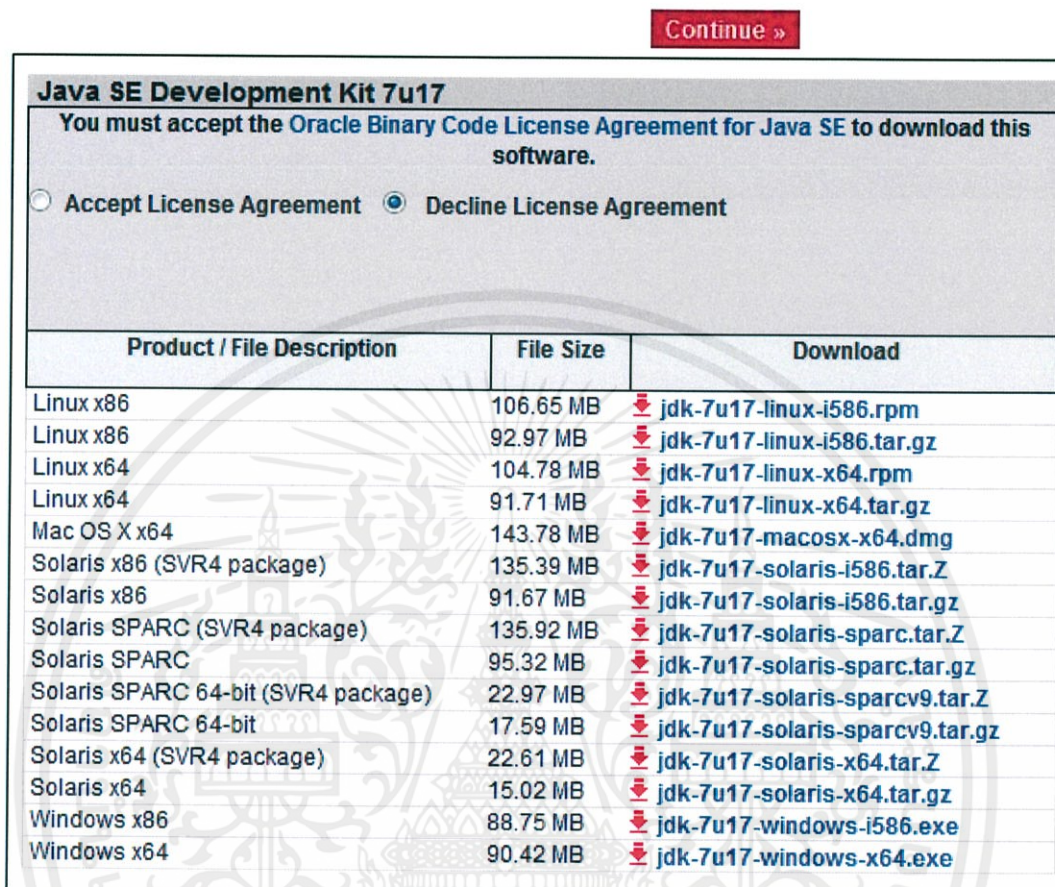 Continue »
Java SE Development Kit 7u17
You must accept the Oracle Binary Code License Agreement for Java SE to download this
software.
Accept License Agreement Decline License Agreement
Product / File Description File Size Download
Linux x86 106.65 MB jdk-7u17-linux-i586.rpm
Linux x86 92.97 MB jdk-7u17-linux-i586.tar.gz
Linux x64 104.78 MB jdk-7u17-linux-x64.rpm
Linux x64 91.71 MB jdk-7u17-linux-x64.tar.gz
Mac OS X x64 143.78 MB jdk-7u17-macosx-x64.dmg
Solaris x86 (SVR4 package) 135.39 MB jdk-7u17-solaris-i586.tar.Z
Solaris x86 91.67 MB jdk-7u17-solaris-i586.tar.gz
Solaris SPARC (SVR4 package) 135.92 MB jdk-7u17-solaris-sparc.tar.Z
Solaris SPARC 95.32 MB jdk-7u17-solaris-sparc.tar.gz
Solaris SPARC 64-bit (SVR4 package) 22.97 MB jdk-7u17-solaris-sparcv9.tar.Z
Solaris SPARC 64-bit 17.59 MB jdk-7u17-solaris-sparcv9.tar.gz
Solaris x64 (SVR4 package) 22.61 MB jdk-7u17-solaris-x64.tar.Z
Solaris x64 15.02 MB jdk-7u17-solaris-x64.tar.gz
Windows x86 88.75 MB jdk-7u17-windows-i586.exe
Windows x64 90.42 MB jdk-7u17-windows-x64.exe